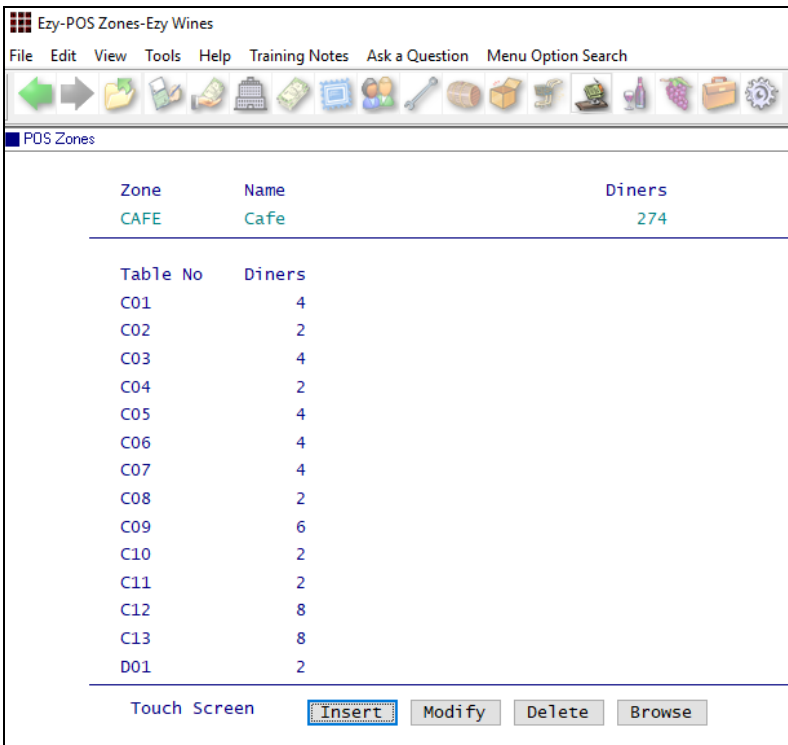 Ezy-POS Zones-Ezy Wines
File Edit View Tools Help Training Notes Ask a Question Menu Option Search
POS Zones
Zone Name Diners
CAFE Cafe 274
Table No Diners
C01 4
C02 2
C03 4
C04 2
C05 4
C06 4
C07 4
C08 2
C09 6
C10 2
C11 2
C12 8
C13 8
D01 2
Touch Screen Insert Modify Delete Browse